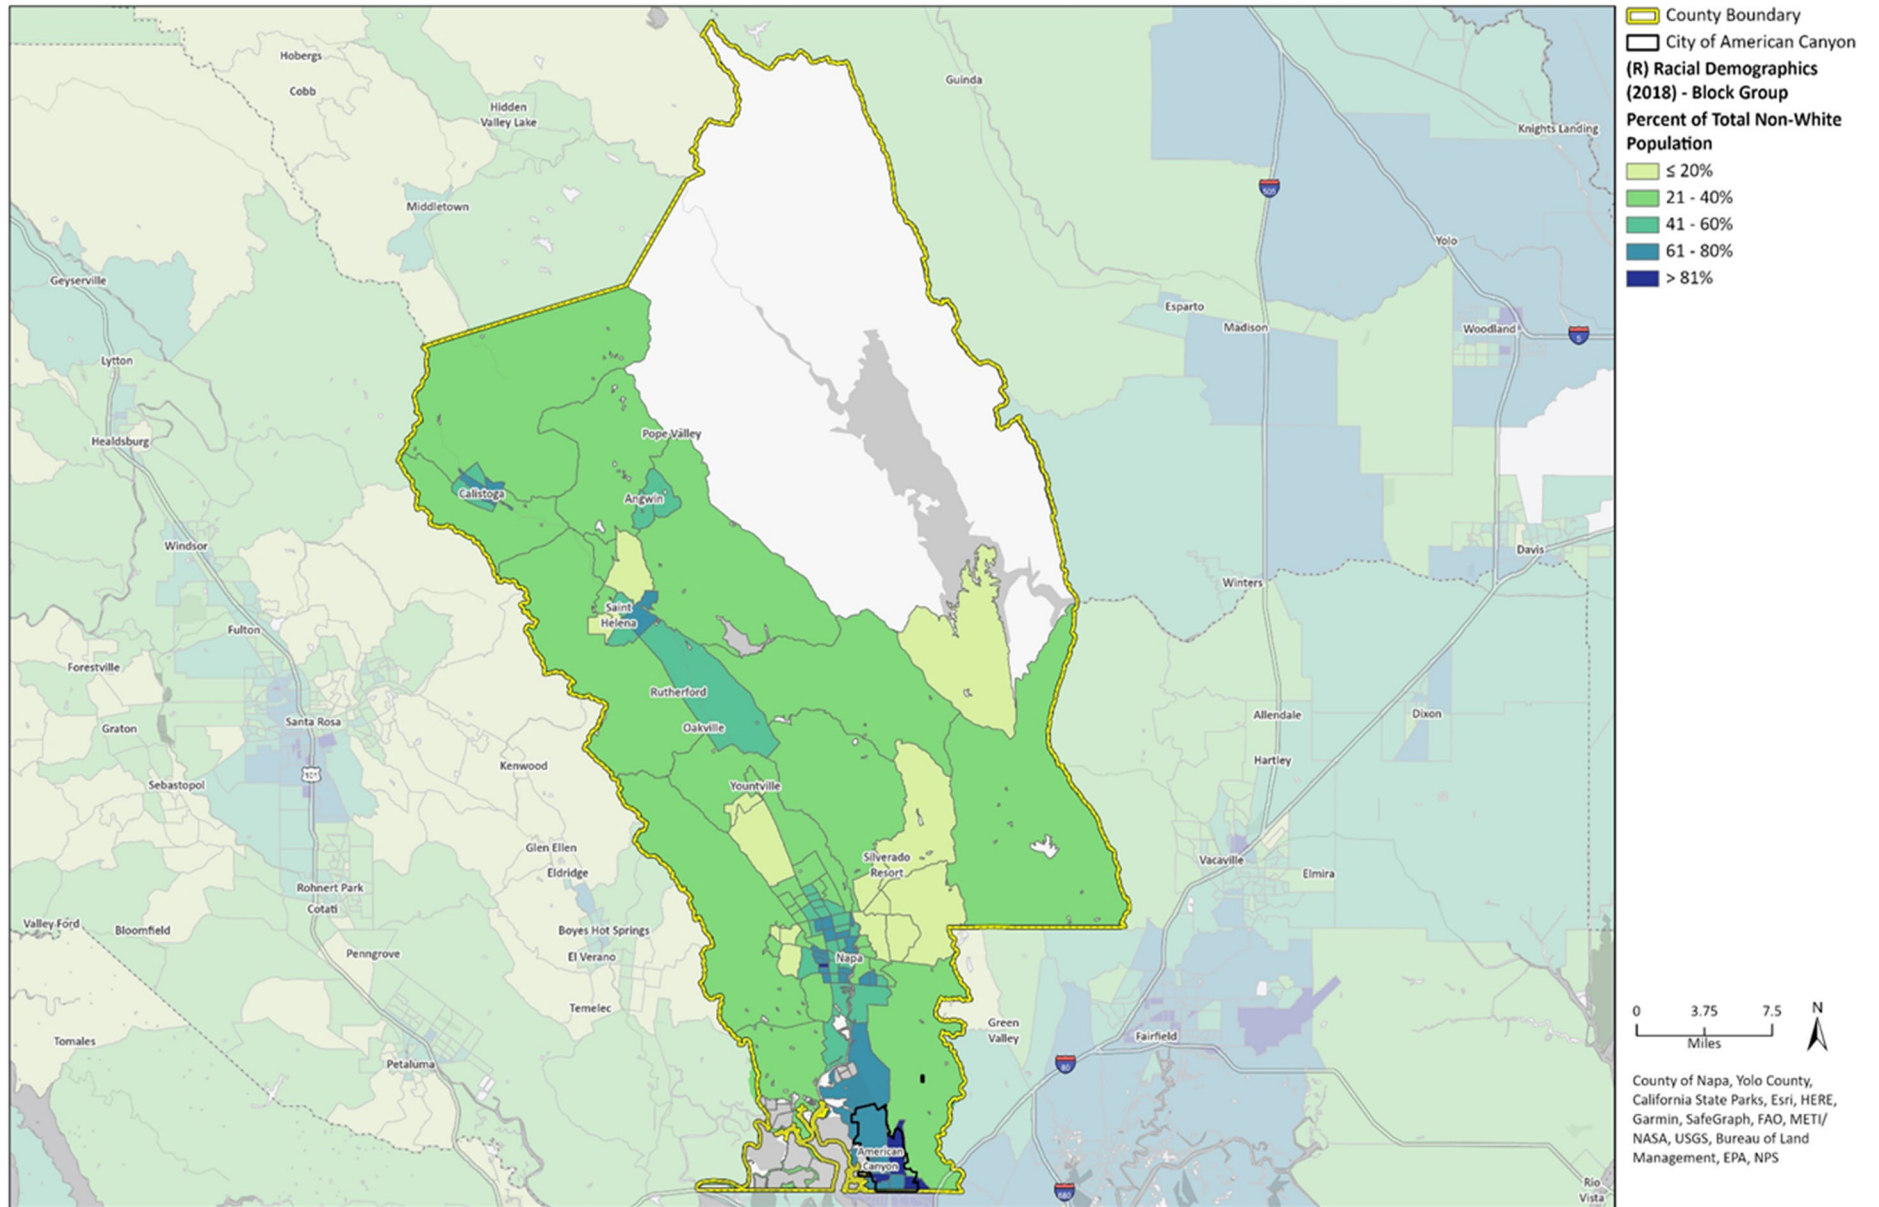 County Boundary
City of American Canyon
(R) Racial Demographics
(2018) - Block Group
Percent of Total Non-White
Population
≤ 20%
21 - 40%
41 - 60%
61 - 80%
> 81%
0 3.75 7.5
Miles
N
County of Napa, Yolo County,
California State Parks, Esri, HERE,
Garmin, SafeGraph, FAO, METI/
NASA, USGS, Bureau of Land
Management, EPA, NPS
Hobergs
Cobb
Hidden
Valley Lake
Guinda
Knights Landing
505
Middletown
Yolo
Geyserville
Esparto
Madison
Woodland
5
Lytton
Healdsburg
Pope Valley
Calistoga
Angwin
Windsor
Davis
Winters
Saint
Helena
Fulton
Forestville
Rutherford
Oakville
Santa Rosa
Graton
Allendale
Dixon
101
Kenwood
Hartley
Sebastopol
Yountville
Glen Ellen
Eldridge
Silverado
Resort
Vacaville
Elmira
Rohnert Park
Cotati
Valley Ford
Bloomfield
Boyes Hot Springs
Penngrove
El Verano
Napa
Temelec
Green
Valley
Fairfield
Tomales
Petaluma
80
American
Canyon
680
Rio
Vista